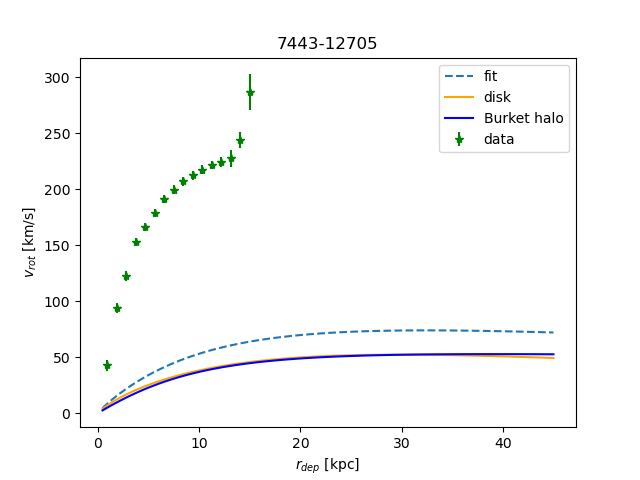 7443-12705
300
250
200
150
100
50
0
v_rot [km/s]
fit
disk
Burket halo
data
0 10 20 30 40
r_dep [kpc]